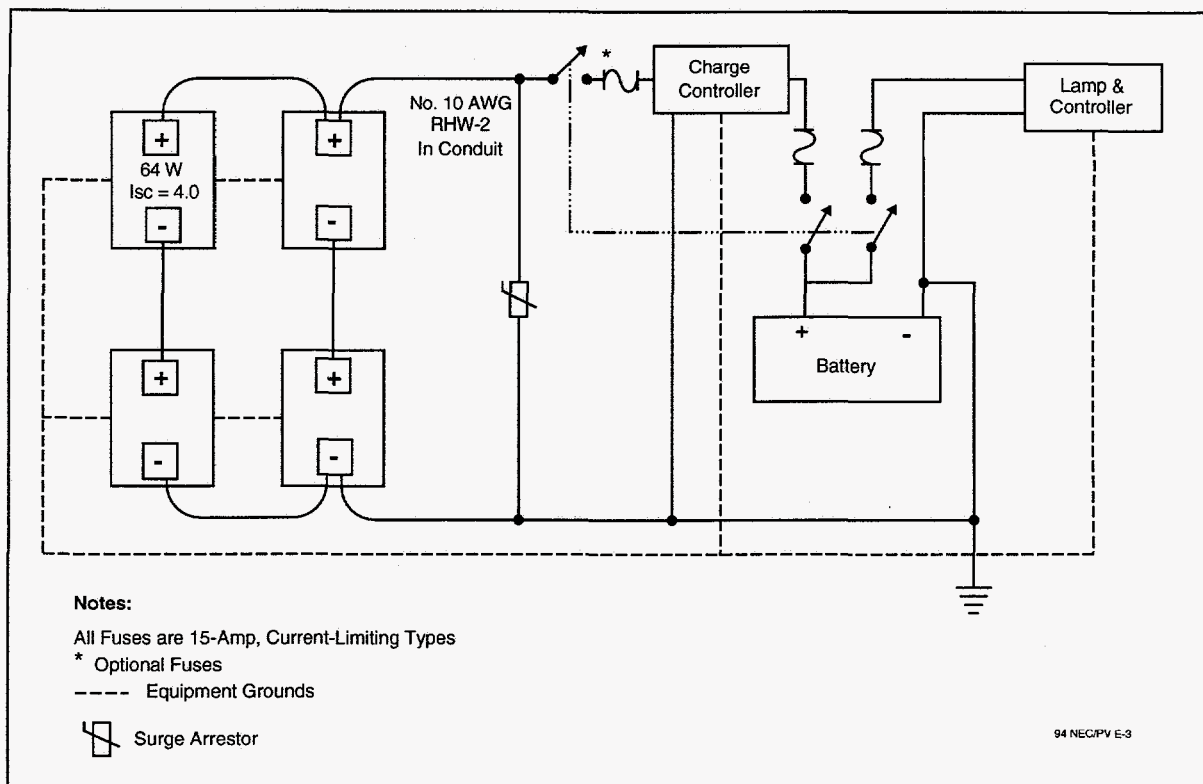 *
Charge
Controller
Lamp &
Controller
No. 10 AWG
RHW-2
In Conduit
+
+
64 W
Isc = 4.0
-
-
+
-
Battery
+
+
-
-
Notes:
All Fuses are 15-Amp, Current-Limiting Types
* Optional Fuses
Equipment Grounds
Surge Arrestor
94 NEC/PV E-3